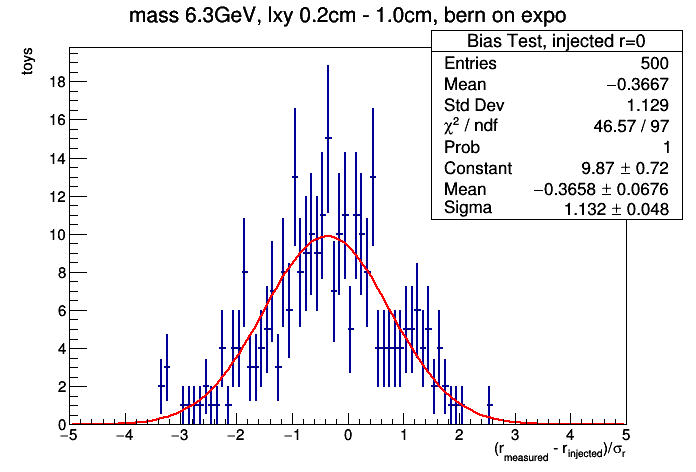 mass 6.3GeV, lxy 0.2cm - 1.0cm, bern on expo
Bias Test, injected r=0
Entries 500
Mean −0.3667
Std Dev 1.129
χ² / ndf 46.57 / 97
Prob 1
Constant 9.87 ± 0.72
Mean −0.3658 ± 0.0676
Sigma 1.132 ± 0.048
toys
18
16
14
12
10
8
6
4
2
0
−5 −4 −3 −2 −1 0 1 2 3 4 5
(r_measured - r_injected)/σ_r